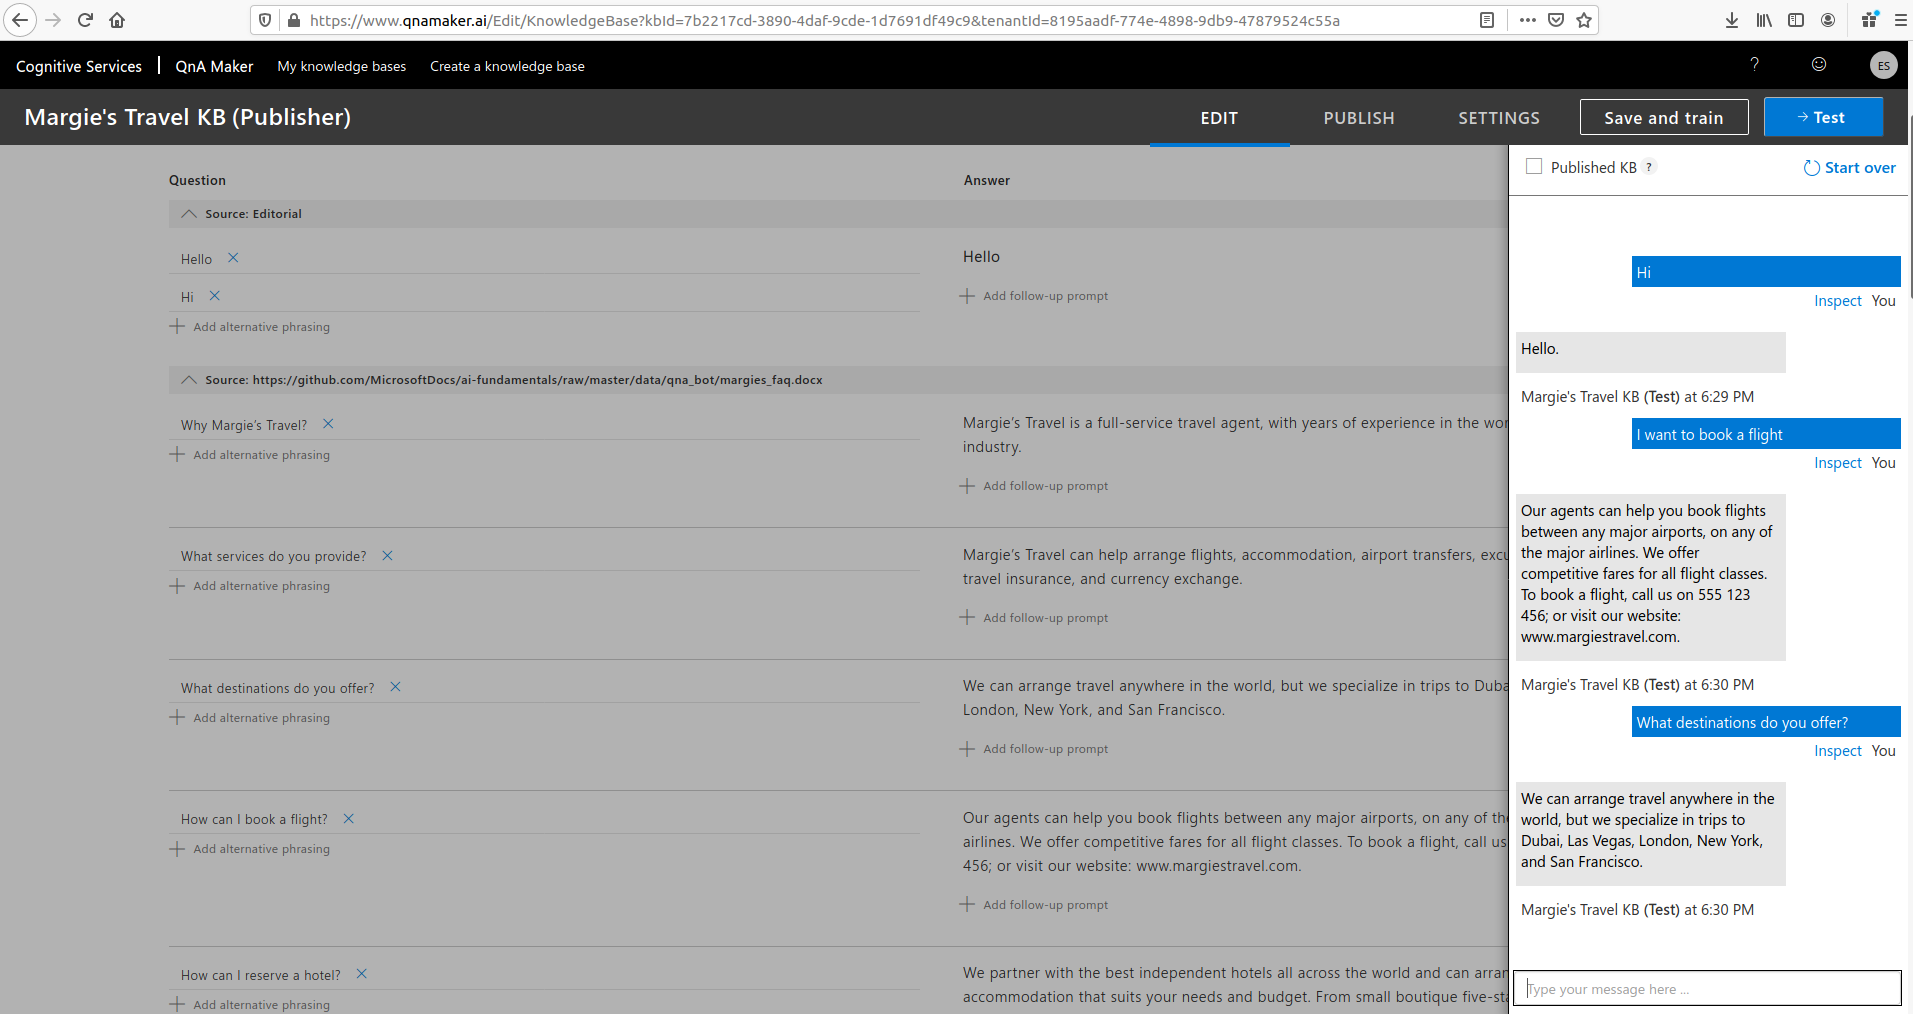 https://www.qnamaker.ai/Edit/KnowledgeBase?kbId=7b2217cd-3890-4daf-9cde-1d7691df49c9&tenantId=8195aadf-774e-4898-9db9-47879524c55a
Cognitive Services | QnA Maker My knowledge bases Create a knowledge base ? ES
Margie's Travel KB (Publisher) EDIT PUBLISH SETTINGS Save and train → Test
Question Answer
Source: Editorial
Hello
Hello
Hi
Add follow-up prompt
Add alternative phrasing
Source: https://github.com/MicrosoftDocs/ai-fundamentals/raw/master/data/qna_bot/margies_faq.docx
Why Margie's Travel?
Add alternative phrasing
Margie's Travel is a full-service travel agent, with years of experience in the wor
industry.
Add follow-up prompt
What services do you provide?
Add alternative phrasing
Margie's Travel can help arrange flights, accommodation, airport transfers, excu
travel insurance, and currency exchange.
Add follow-up prompt
What destinations do you offer?
Add alternative phrasing
We can arrange travel anywhere in the world, but we specialize in trips to Duba
London, New York, and San Francisco.
Add follow-up prompt
How can I book a flight?
Add alternative phrasing
Our agents can help you book flights between any major airports, on any of the
airlines. We offer competitive fares for all flight classes. To book a flight, call us
456; or visit our website: www.margiestravel.com.
Add follow-up prompt
How can I reserve a hotel?
Add alternative phrasing
We partner with the best independent hotels all across the world and can arran
accommodation that suits your needs and budget. From small boutique five-sta
Published KB ? Start over
Hi
Inspect You
Hello.
Margie's Travel KB (Test) at 6:29 PM
I want to book a flight
Inspect You
Our agents can help you book flights
between any major airports, on any of
the major airlines. We offer
competitive fares for all flight classes.
To book a flight, call us on 555 123
456; or visit our website:
www.margiestravel.com.
Margie's Travel KB (Test) at 6:30 PM
What destinations do you offer?
Inspect You
We can arrange travel anywhere in the
world, but we specialize in trips to
Dubai, Las Vegas, London, New York,
and San Francisco.
Margie's Travel KB (Test) at 6:30 PM
Type your message here ...